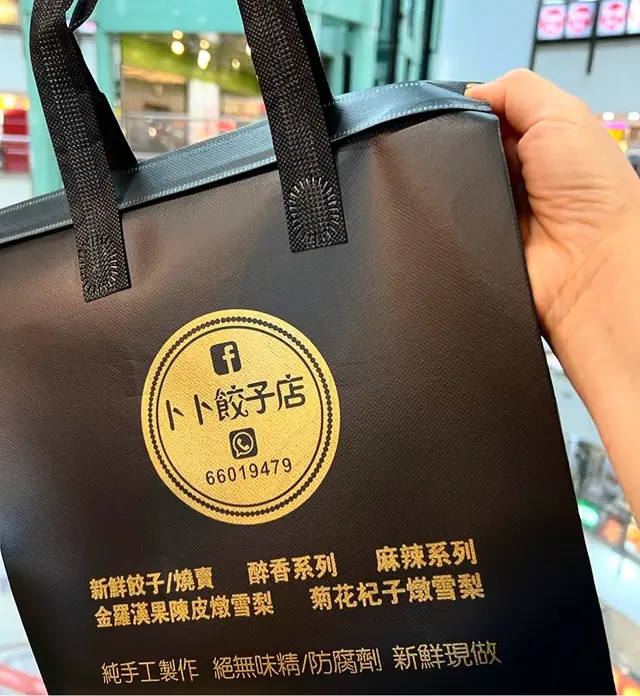 f
卜卜餃子店
66019479
新鮮餃子/燒賣 醉香系列 麻辣系列
金羅漢果陳皮燉雪梨 菊花杞子燉雪梨
純手工製作 絕無味精/防腐劑 新鮮現做